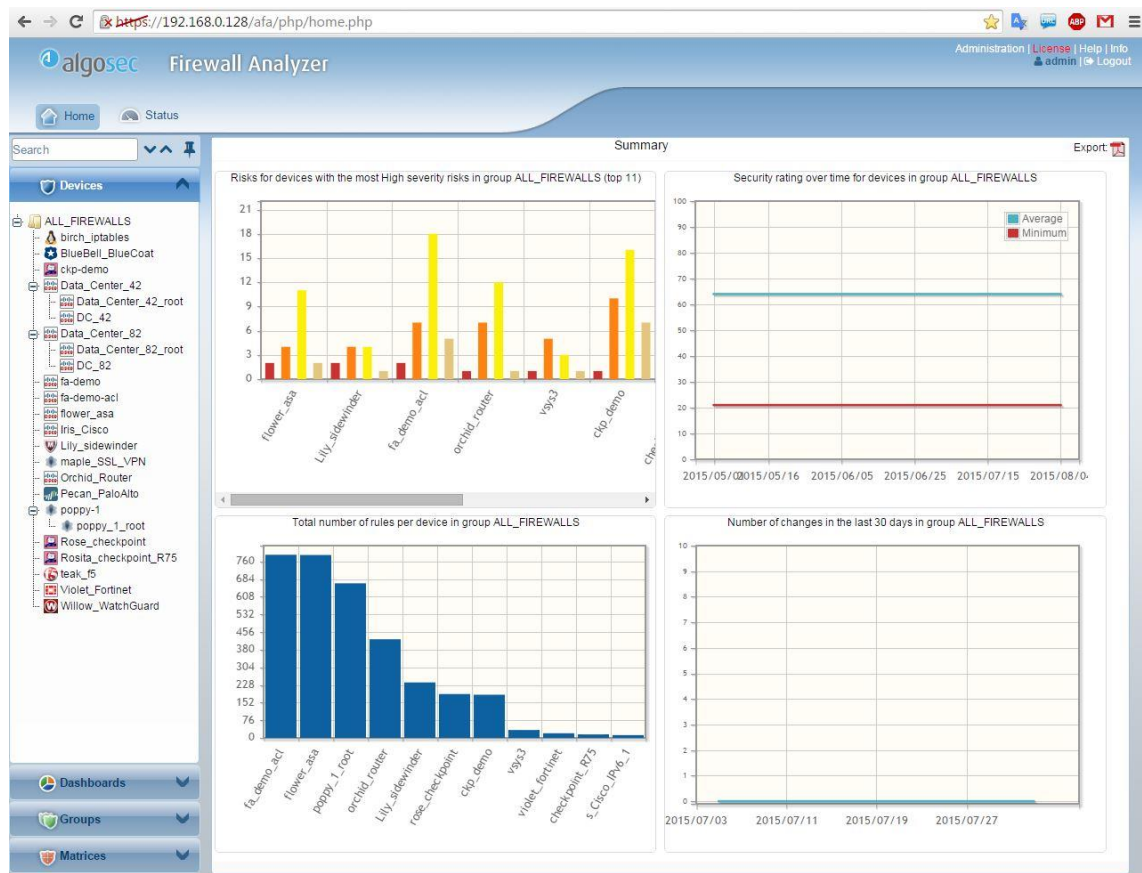 https://192.168.0.128/afa/php/home.php
algosec Firewall Analyzer
Administration | License | Help | Info
admin | Logout
Home Status
Search
Devices
ALL_FIREWALLS
birch_iptables
BlueBell_BlueCoat
ckp-demo
Data_Center_42
Data_Center_42_root
DC_42
Data_Center_82
Data_Center_82_root
DC_82
fa-demo
fa-demo-acl
flower_asa
Iris_Cisco
Lily_sidewinder
maple_SSL_VPN
Orchid_Router
Pecan_PaloAlto
poppy-1
poppy_1_root
Rose_checkpoint
Rosita_checkpoint_R75
teak_f5
Violet_Fortinet
Willow_WatchGuard
Dashboards
Groups
Matrices
Summary
Export:
Risks for devices with the most High severity risks in group ALL_FIREWALLS (top 11)
21
18
15
12
9
6
3
0
flower_asa
Lily_sidewinder
fa_demo_acl
orchid_router
vsys3
ckp_demo
Security rating over time for devices in group ALL_FIREWALLS
Average
Minimum
100
90
80
70
60
50
40
30
20
10
0
2015/05/16 2015/06/05 2015/06/25 2015/07/15
Total number of rules per device in group ALL_FIREWALLS
760
684
608
532
456
380
304
228
152
76
0
fa_demo_acl
flower_asa
poppy_1_root
orchid_router
Lily_sidewinder
rose_checkpoint
ckp_demo
vsys3
violet_fortinet
checkpoint_R75
s_Cisco_IPv6_1
Number of changes in the last 30 days in group ALL_FIREWALLS
10
9
8
7
6
5
4
3
2
1
0
2015/07/03 2015/07/11 2015/07/19 2015/07/27